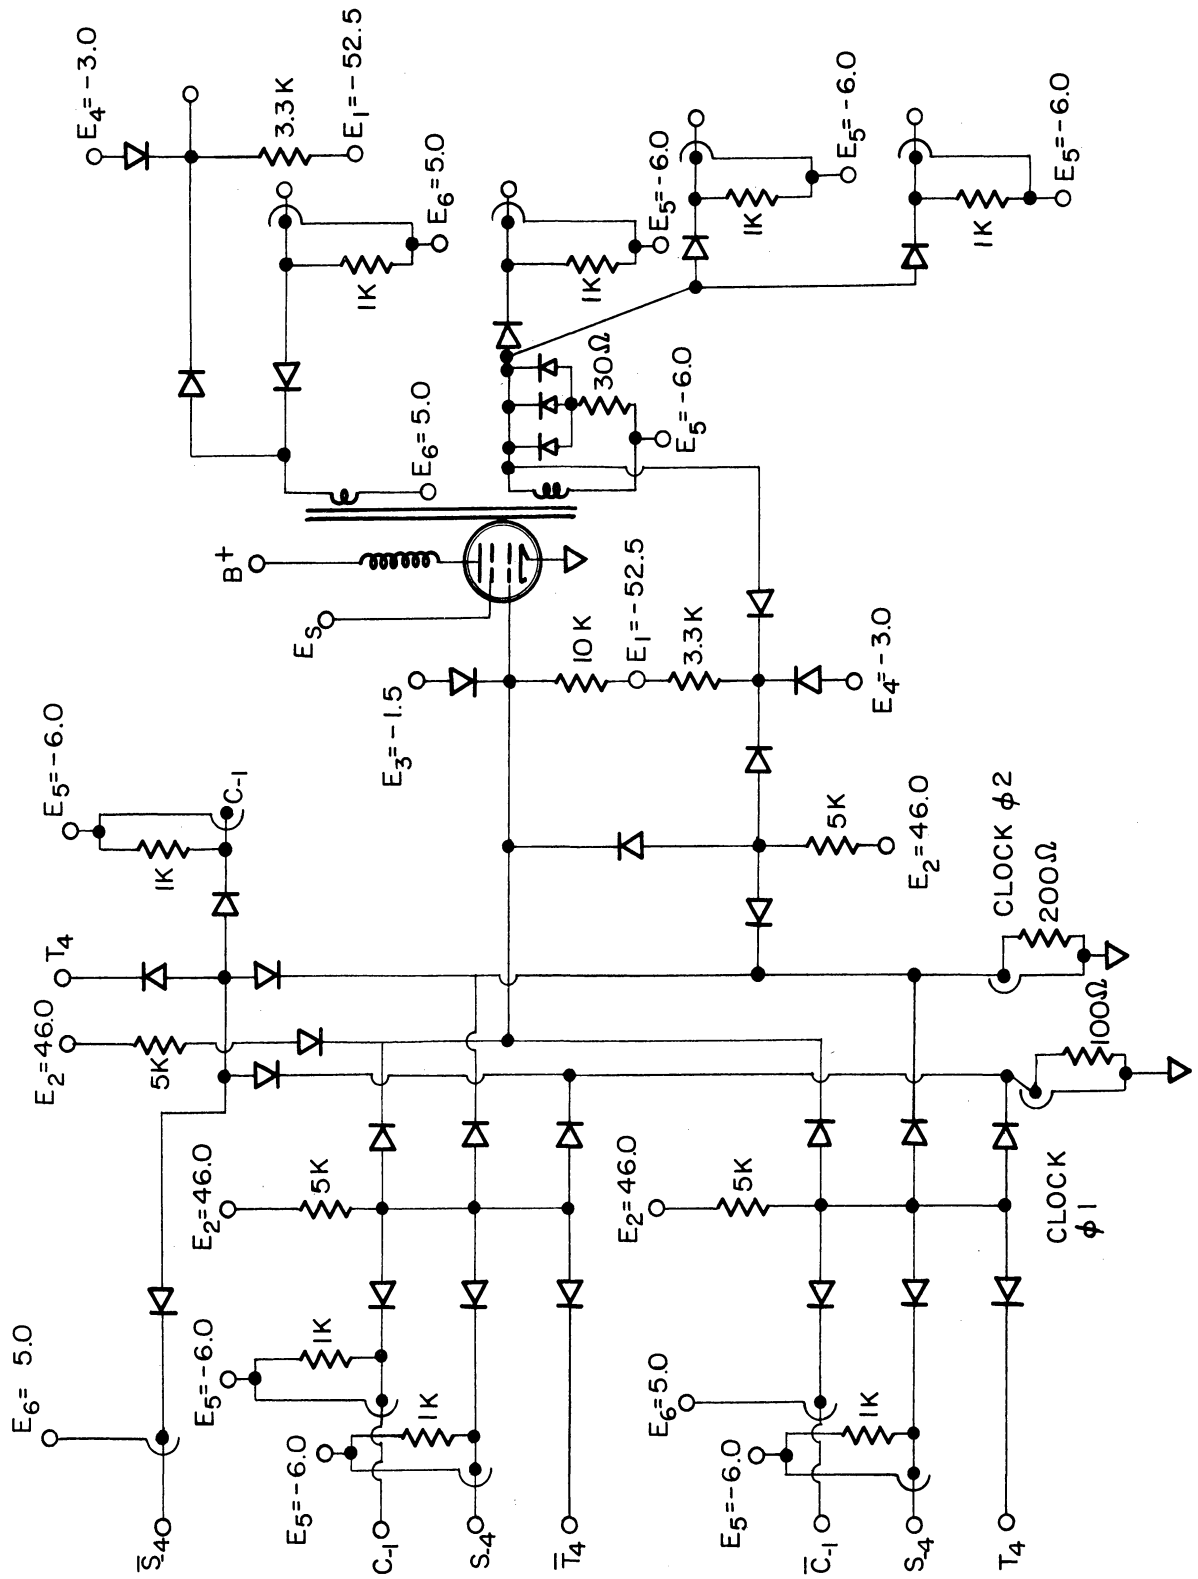 E4=-3.0
3.3K
E1=-52.5
E6=5.0
1K
E6=5.0
E5=-6.0
1K
E5=-6.0
1K
E5=-6.0
1K
30Ω
E5=-6.0
B+
ES
E3=-1.5
10K
E1=-52.5
3.3K
E4=-3.0
E5=-6.0
1K
C-1
T4
E2=46.0
5K
5K
E2=46.0
CLOCK ϕ2
200Ω
100Ω
CLOCK
ϕ1
E2=46.0
5K
E2=46.0
5K
E6= 5.0
E5=-6.0
1K
E5=-6.0
1K
E6=5.0
E5=-6.0
1K
S̅-4
C-1
S-4
T̅4
C̅-1
S-4
T4